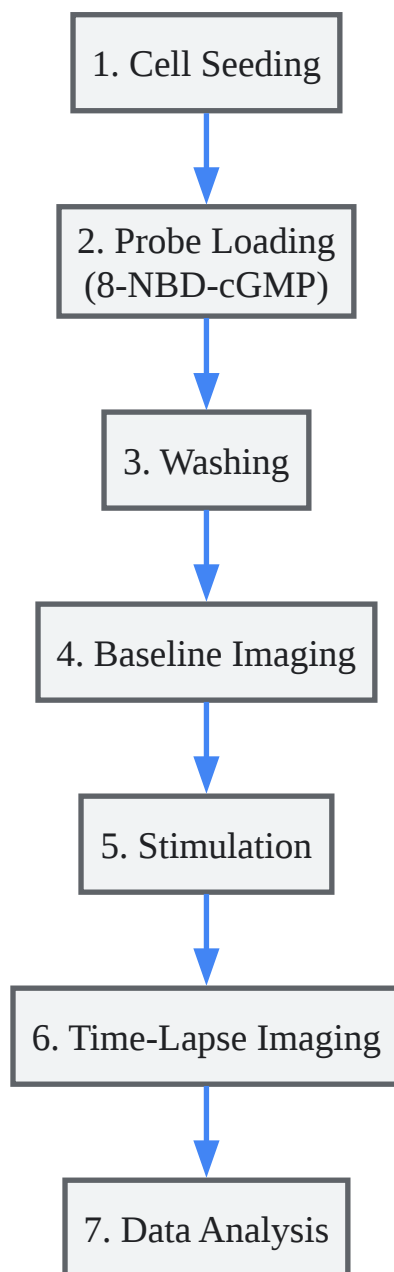 1. Cell Seeding
2. Probe Loading
(8-NBD-cGMP)
3. Washing
4. Baseline Imaging
5. Stimulation
6. Time-Lapse Imaging
7. Data Analysis